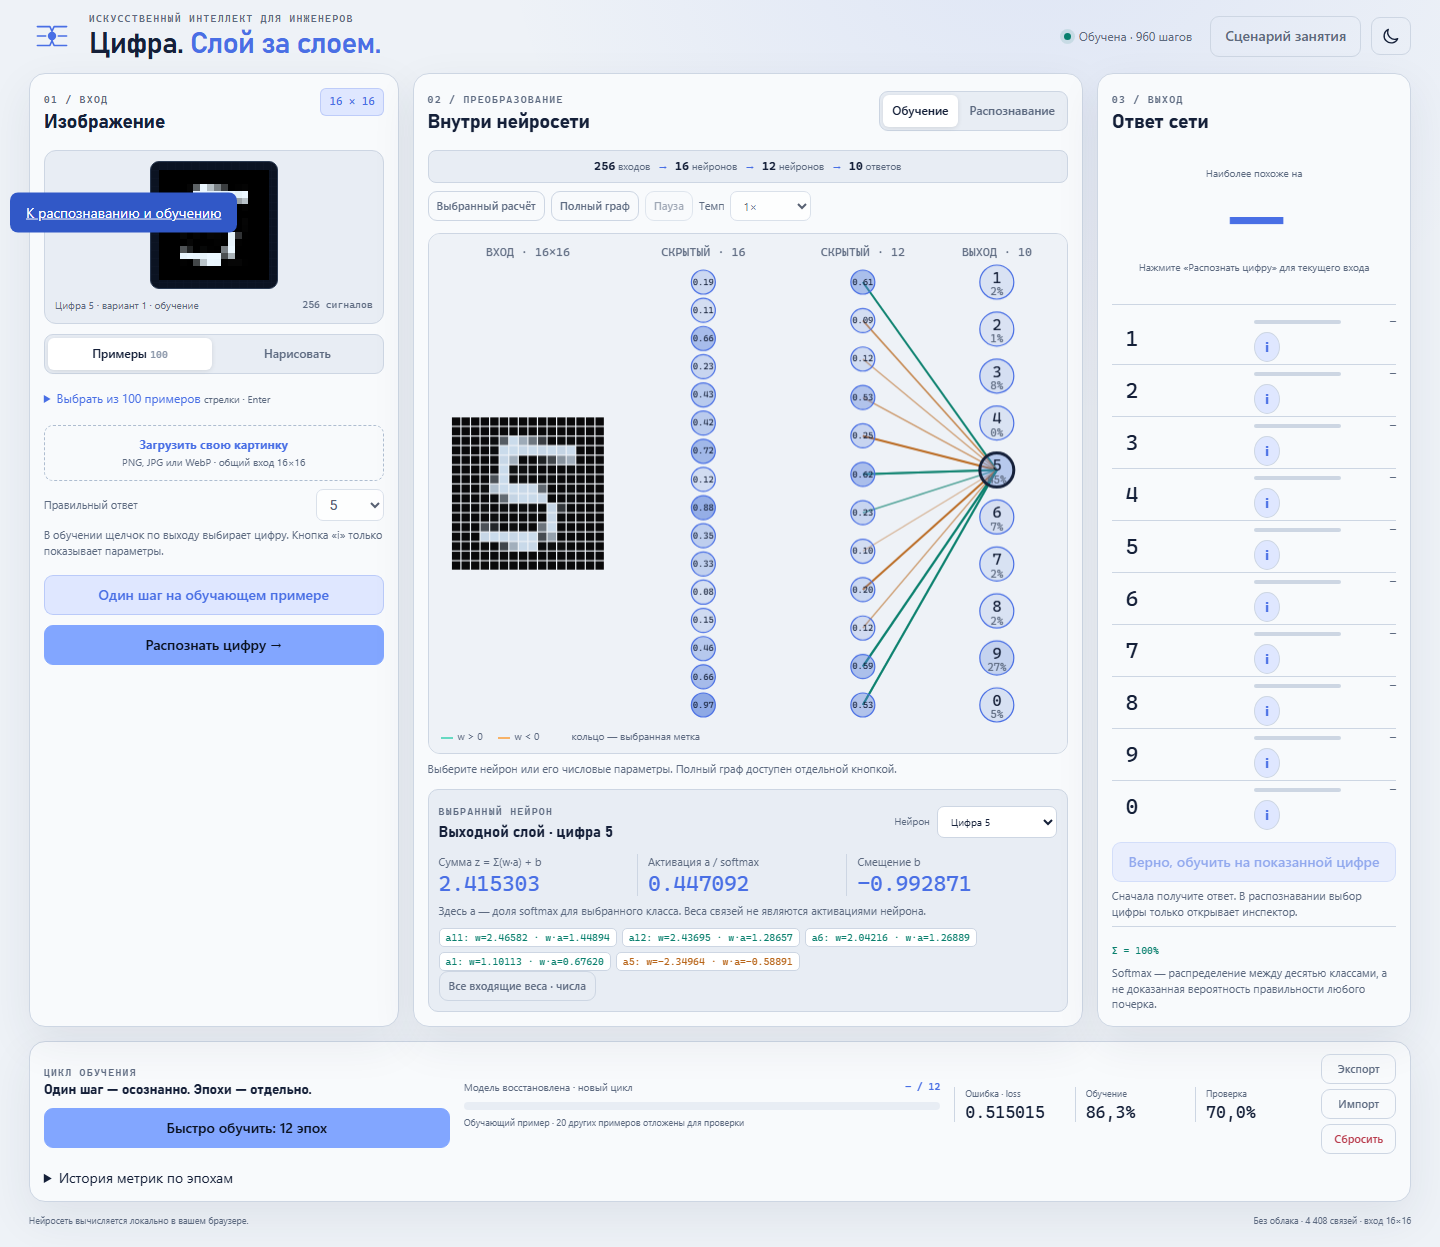 ИСКУССТВЕННЫЙ ИНТЕЛЛЕКТ ДЛЯ ИНЖЕНЕРОВ
Цифра. Слой за слоем.
Обучена · 960 шагов
Сценарий занятия
01 / ВХОД
Изображение
16 × 16
К распознаванию и обучению
Цифра 5 · вариант 1 · обучение
256 сигналов
Примеры 100
Нарисовать
▶ Выбрать из 100 примеров стрелки · Enter
Загрузить свою картинку
PNG, JPG или WebP · общий вход 16×16
Правильный ответ
5
В обучении щелчок по выходу выбирает цифру. Кнопка «i» только
показывает параметры.
Один шаг на обучающем примере
Распознать цифру →
02 / ПРЕОБРАЗОВАНИЕ
Внутри нейросети
Обучение
Распознавание
256 входов → 16 нейронов → 12 нейронов → 10 ответов
Выбранный расчёт
Полный граф
Пауза
Темп
1×
ВХОД · 16×16
СКРЫТЫЙ · 16
СКРЫТЫЙ · 12
ВЫХОД · 10
0.19
0.11
0.66
0.23
0.43
0.42
0.72
0.12
0.88
0.35
0.33
0.08
0.15
0.46
0.66
0.97
0.61
0.09
0.12
0.83
0.25
0.62
0.23
0.10
0.20
0.12
0.59
0.53
1
2%
2
1%
3
8%
4
0%
5
6
7%
7
2%
8
2%
9
27%
0
5%
w > 0
w < 0
кольцо — выбранная метка
Выберите нейрон или его числовые параметры. Полный граф доступен отдельной кнопкой.
ВЫБРАННЫЙ НЕЙРОН
Выходной слой · цифра 5
Нейрон
Цифра 5
Сумма z = Σ(w·a) + b
2.415303
Активация a / softmax
0.447092
Смещение b
−0.992871
Здесь a — доля softmax для выбранного класса. Веса связей не являются активациями нейрона.
a11: w=2.46582 · w·a=1.44894
a12: w=2.43695 · w·a=1.28657
a6: w=2.04216 · w·a=1.26889
a1: w=1.10113 · w·a=0.67620
a5: w=−2.34964 · w·a=−0.58891
Все входящие веса · числа
03 / ВЫХОД
Ответ сети
Наиболее похоже на
—
Нажмите «Распознать цифру» для текущего входа
1
i
—
2
i
—
3
i
—
4
i
—
5
i
—
6
i
—
7
i
—
8
i
—
9
i
—
0
i
—
Верно, обучить на показанной цифре
Сначала получите ответ. В распознавании выбор
цифры только открывает инспектор.
Σ = 100%
Softmax — распределение между десятью классами, а
не доказанная вероятность правильности любого
почерка.
ЦИКЛ ОБУЧЕНИЯ
Один шаг — осознанно. Эпохи — отдельно.
Быстро обучить: 12 эпох
Модель восстановлена · новый цикл
— / 12
Обучающий пример · 20 других примеров отложены для проверки
Ошибка · loss
0.515015
Обучение
86,3%
Проверка
70,0%
Экспорт
Импорт
Сбросить
▶ История метрик по эпохам
Нейросеть вычисляется локально в вашем браузере.
Без облака · 4 408 связей · вход 16×16